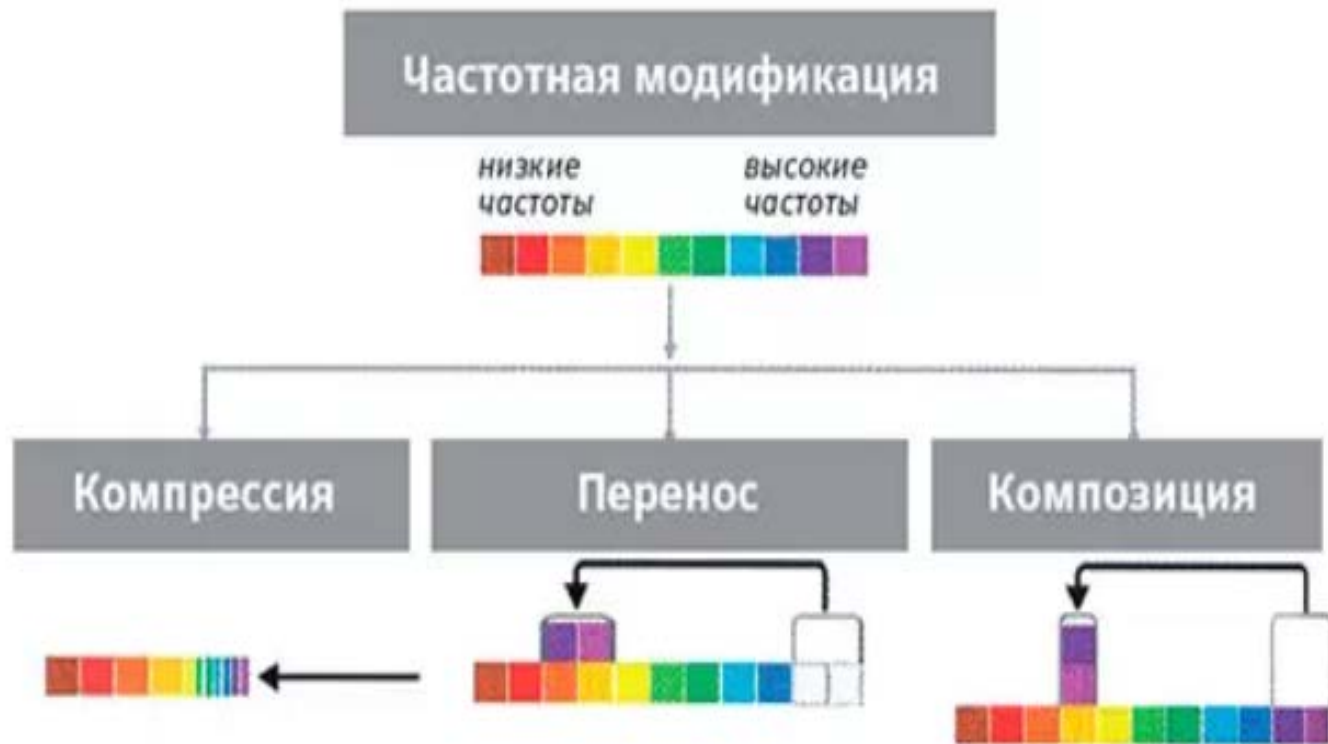 Частотная модификация
низкие
частоты
высокие
частоты
Компрессия
Перенос
Композиция